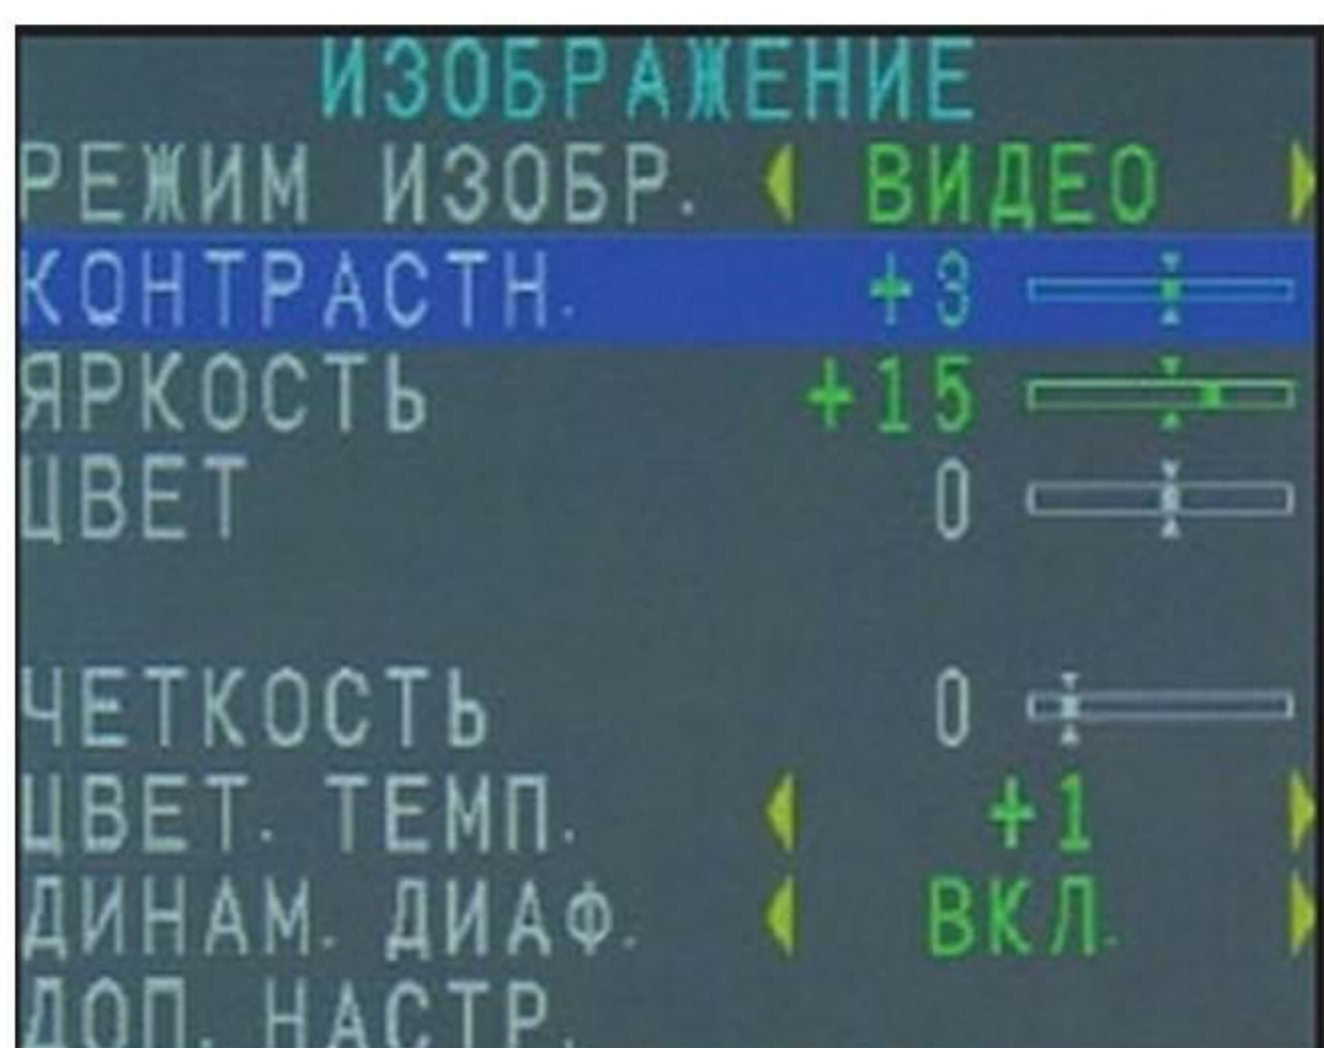 ИЗОБРАЖЕНИЕ
РЕЖИМ ИЗОБР. ВИДЕО
КОНТРАСТН. +3
ЯРКОСТЬ +15
ЦВЕТ 0
ЧЕТКОСТЬ 0
ЦВЕТ. ТЕМП. +1
ДИНАМ. ДИАФ. ВКЛ.
ДОП. НАСТР.